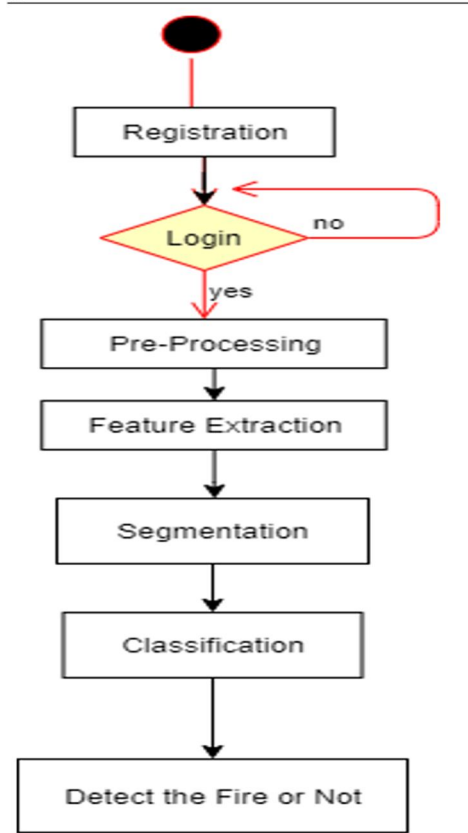 Registration
Login
no
yes
Pre-Processing
Feature Extraction
Segmentation
Classification
Detect the Fire or Not